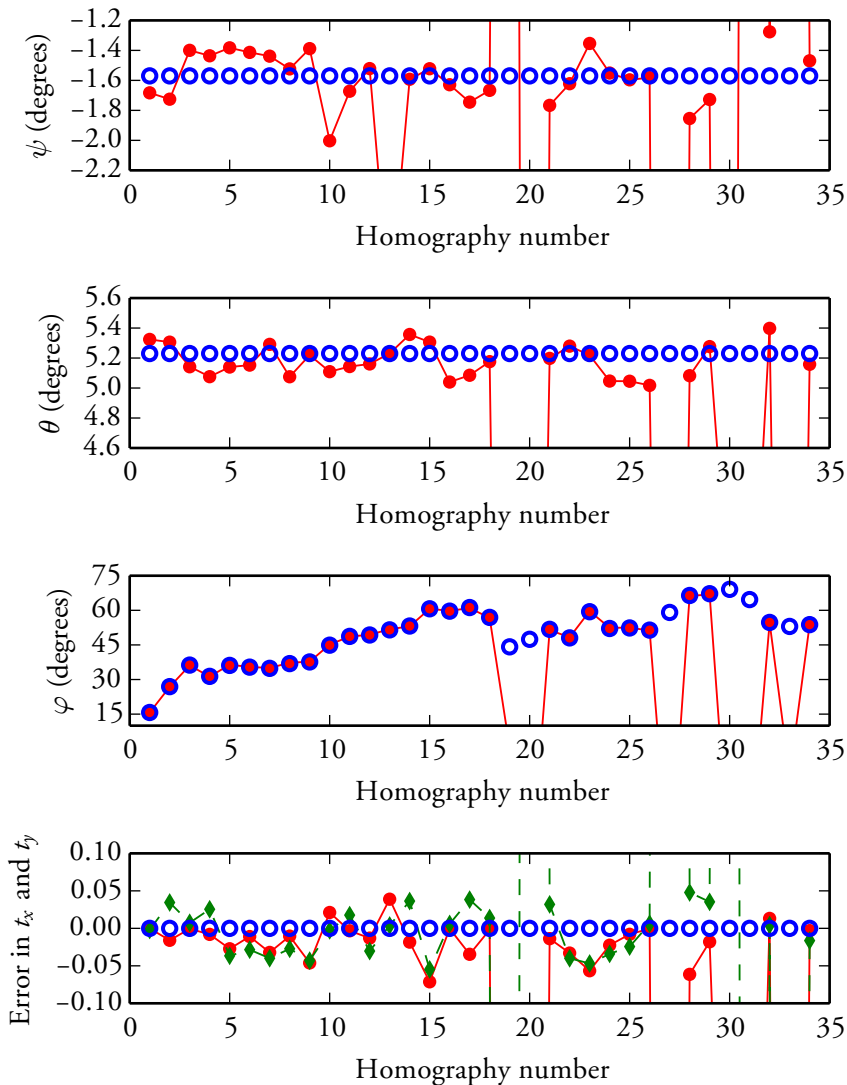 −1.2
−1.4
−1.6
−1.8
−2.0
−2.2
ψ (degrees)
0 5 10 15 20 25 30 35
Homography number
5.6
5.4
5.2
5.0
4.8
4.6
θ (degrees)
0 5 10 15 20 25 30 35
Homography number
75
60
45
30
15
φ (degrees)
0 5 10 15 20 25 30 35
Homography number
0.10
0.05
0.00
−0.05
−0.10
Error in tx and ty
0 5 10 15 20 25 30 35
Homography number